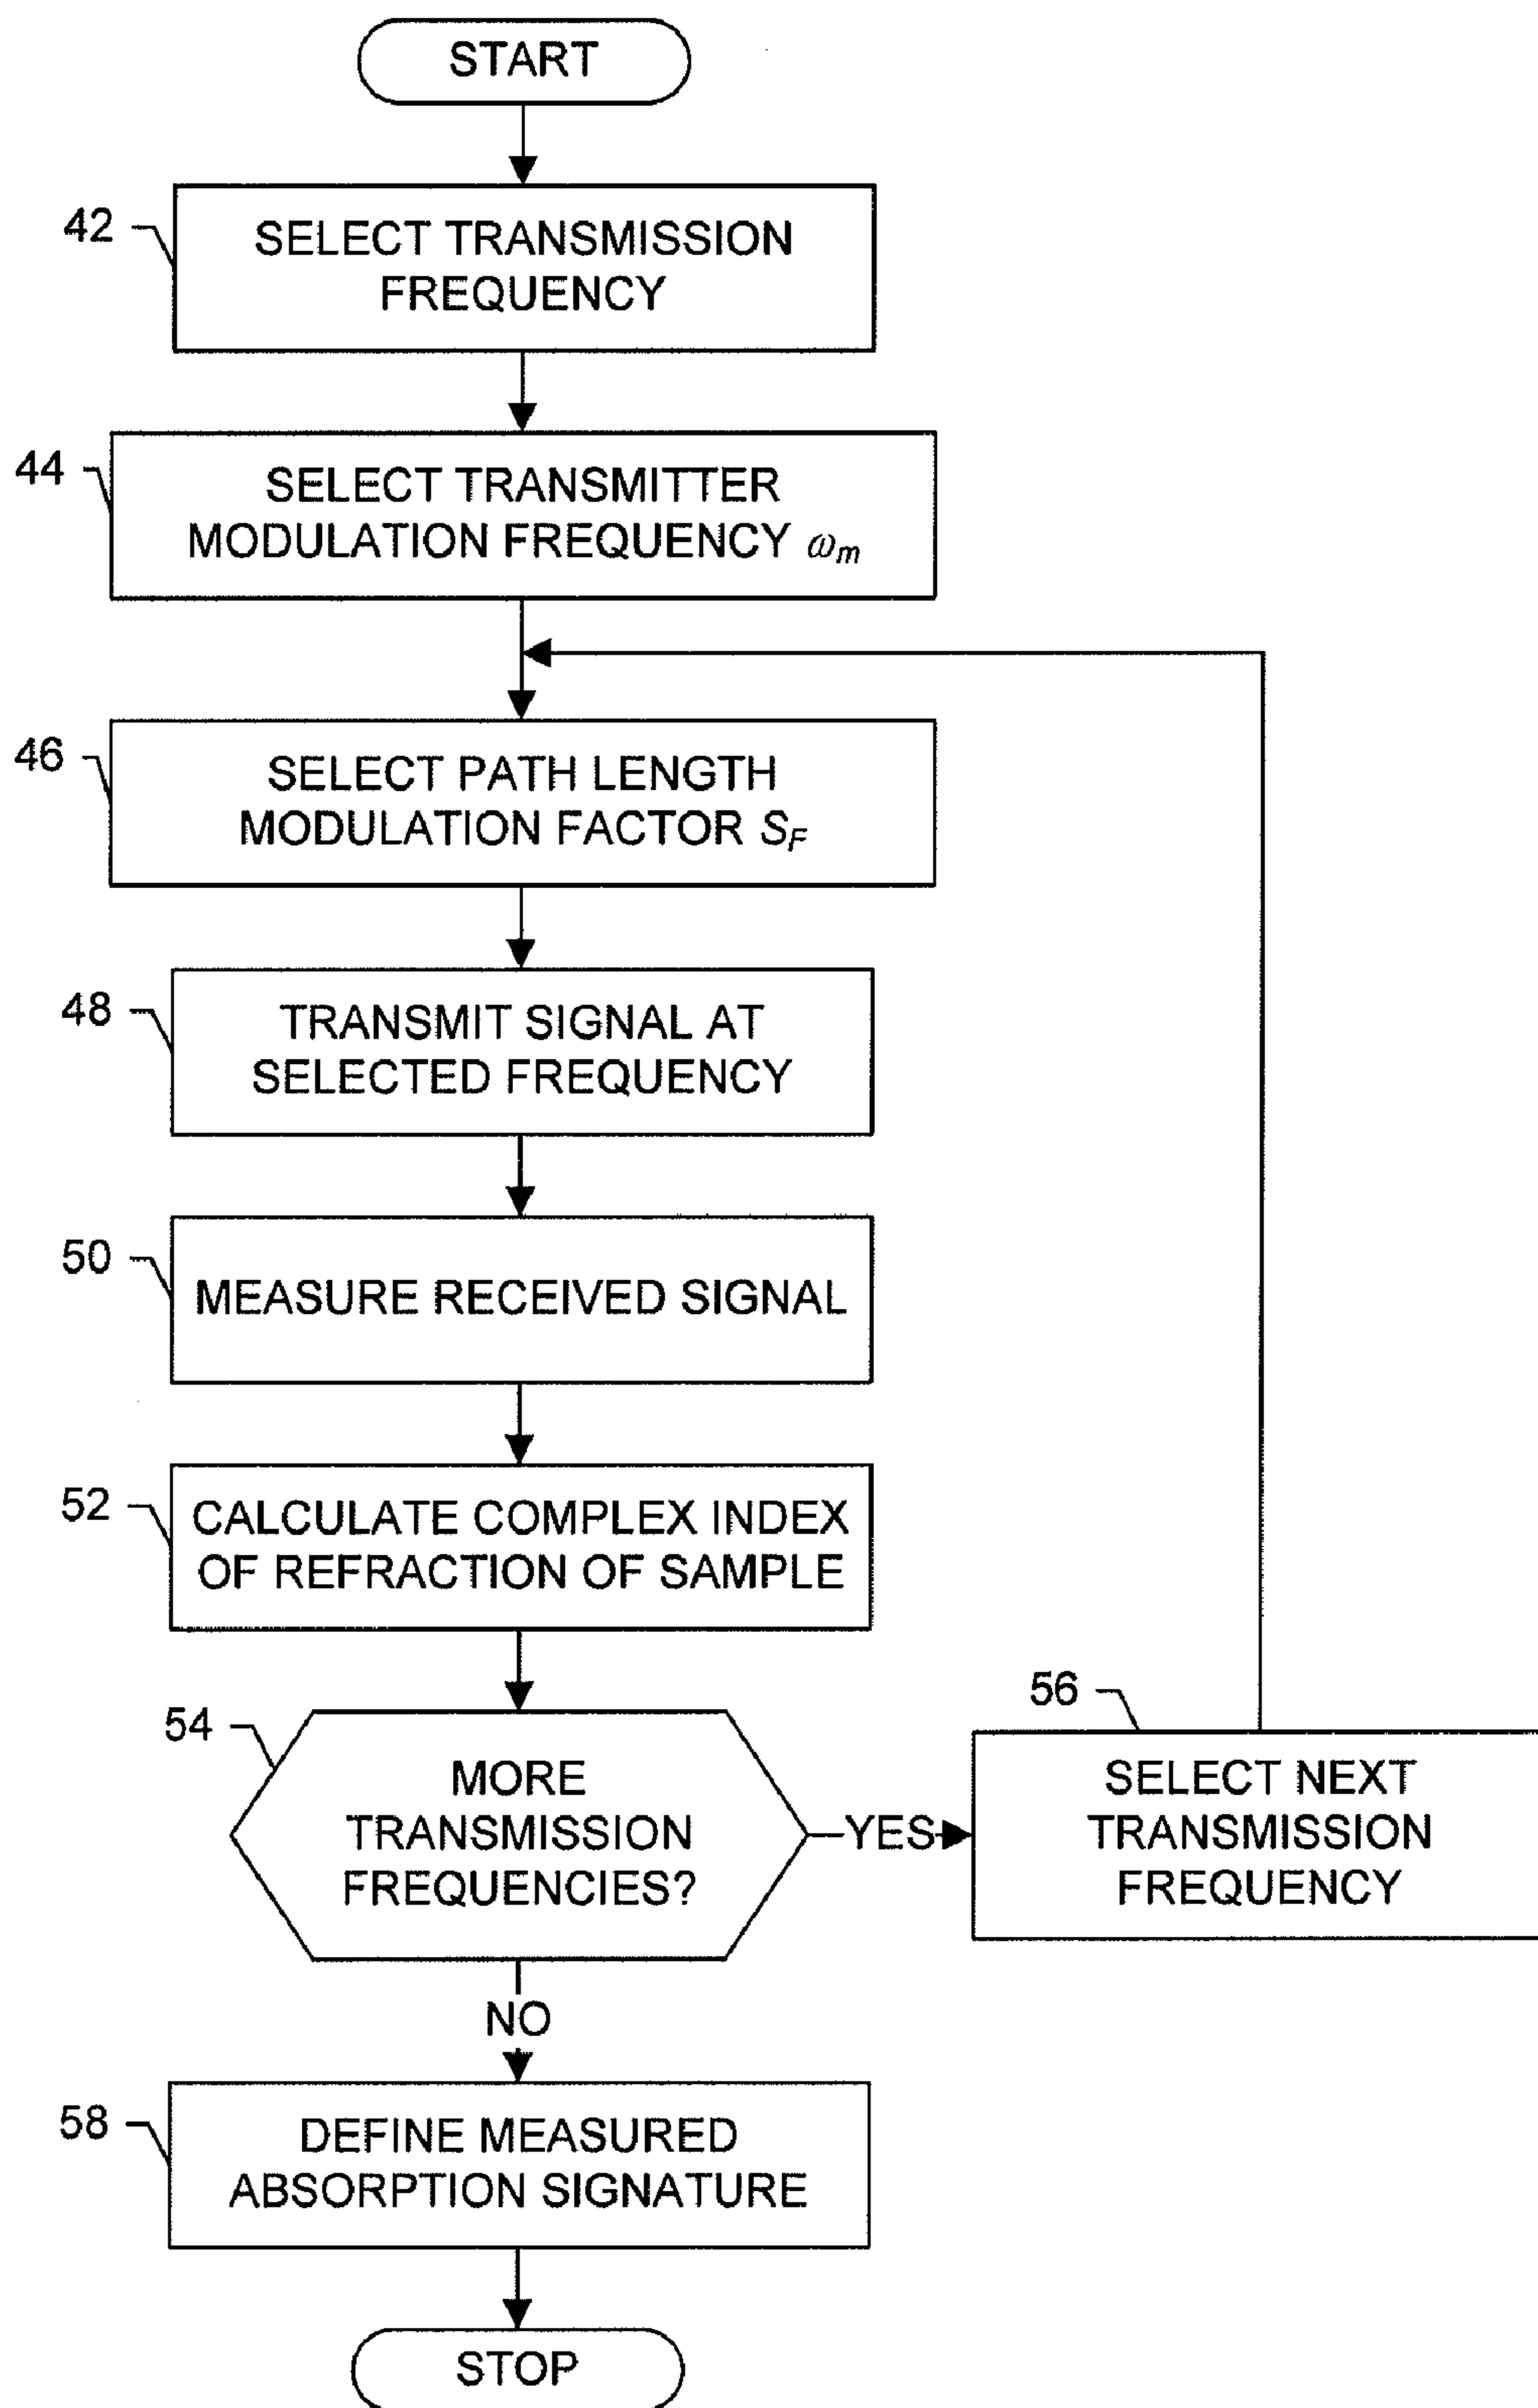 START
42
SELECT TRANSMISSION
FREQUENCY
44
SELECT TRANSMITTER
MODULATION FREQUENCY ωm
46
SELECT PATH LENGTH
MODULATION FACTOR SF
48
TRANSMIT SIGNAL AT
SELECTED FREQUENCY
50
MEASURE RECEIVED SIGNAL
52
CALCULATE COMPLEX INDEX
OF REFRACTION OF SAMPLE
54
MORE
TRANSMISSION
FREQUENCIES?
YES
56
SELECT NEXT
TRANSMISSION
FREQUENCY
NO
58
DEFINE MEASURED
ABSORPTION SIGNATURE
STOP